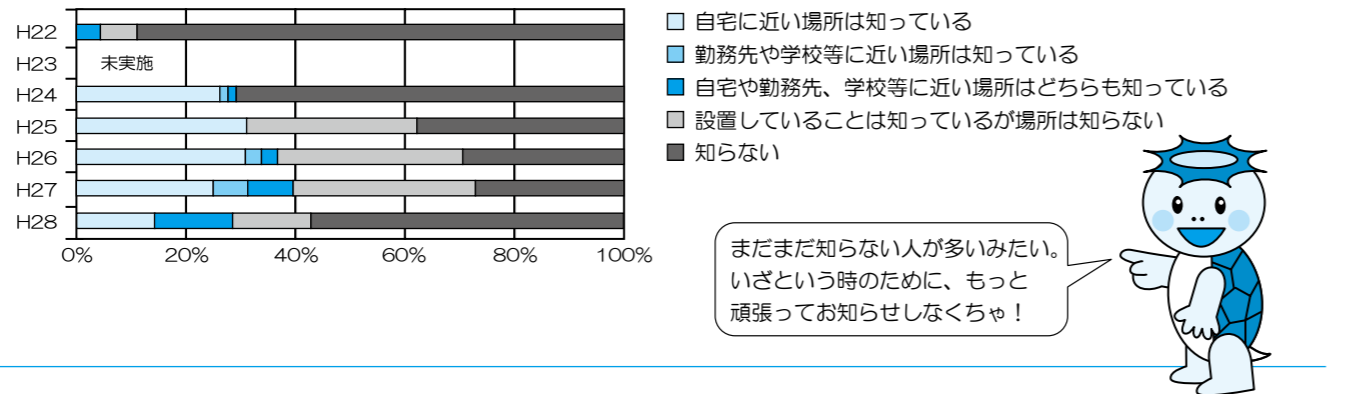 H22
H23 未実施
H24
H25
H26
H27
H28
0% 20% 40% 60% 80% 100%
自宅に近い場所は知っている
勤務先や学校等に近い場所は知っている
自宅や勤務先、学校等に近い場所はどちらも知っている
設置していることは知っているが場所は知らない
知らない
まだまだ知らない人が多いみたい。
いざという時のために、もっと
頑張ってお知らせしなくちゃ！